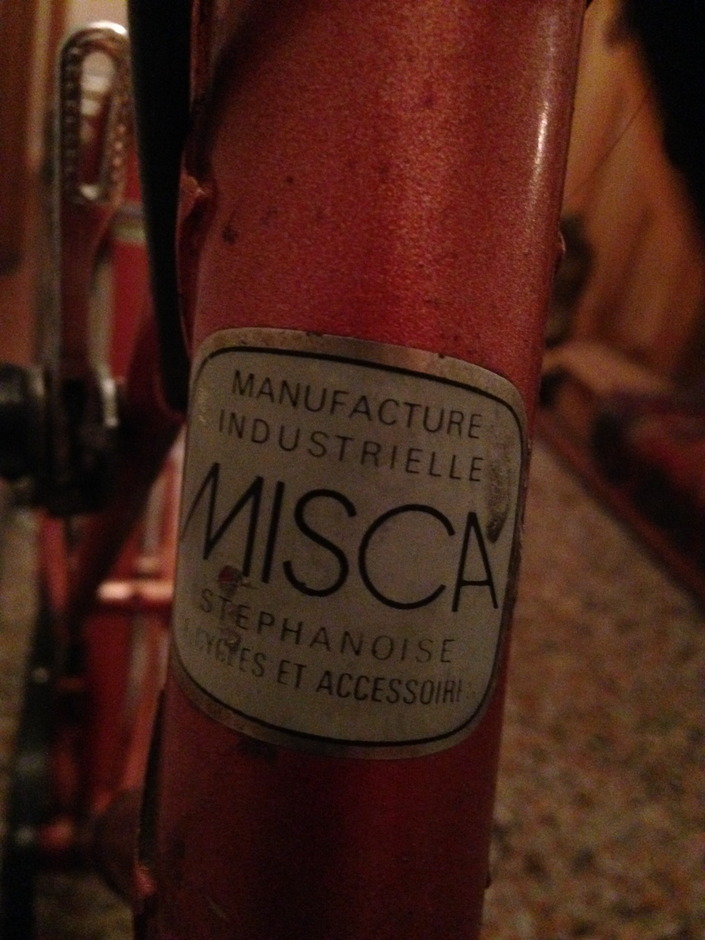 MANUFACTURE
INDUSTRIELLE
MISCA
STEPHANOISE
CYCLES ET